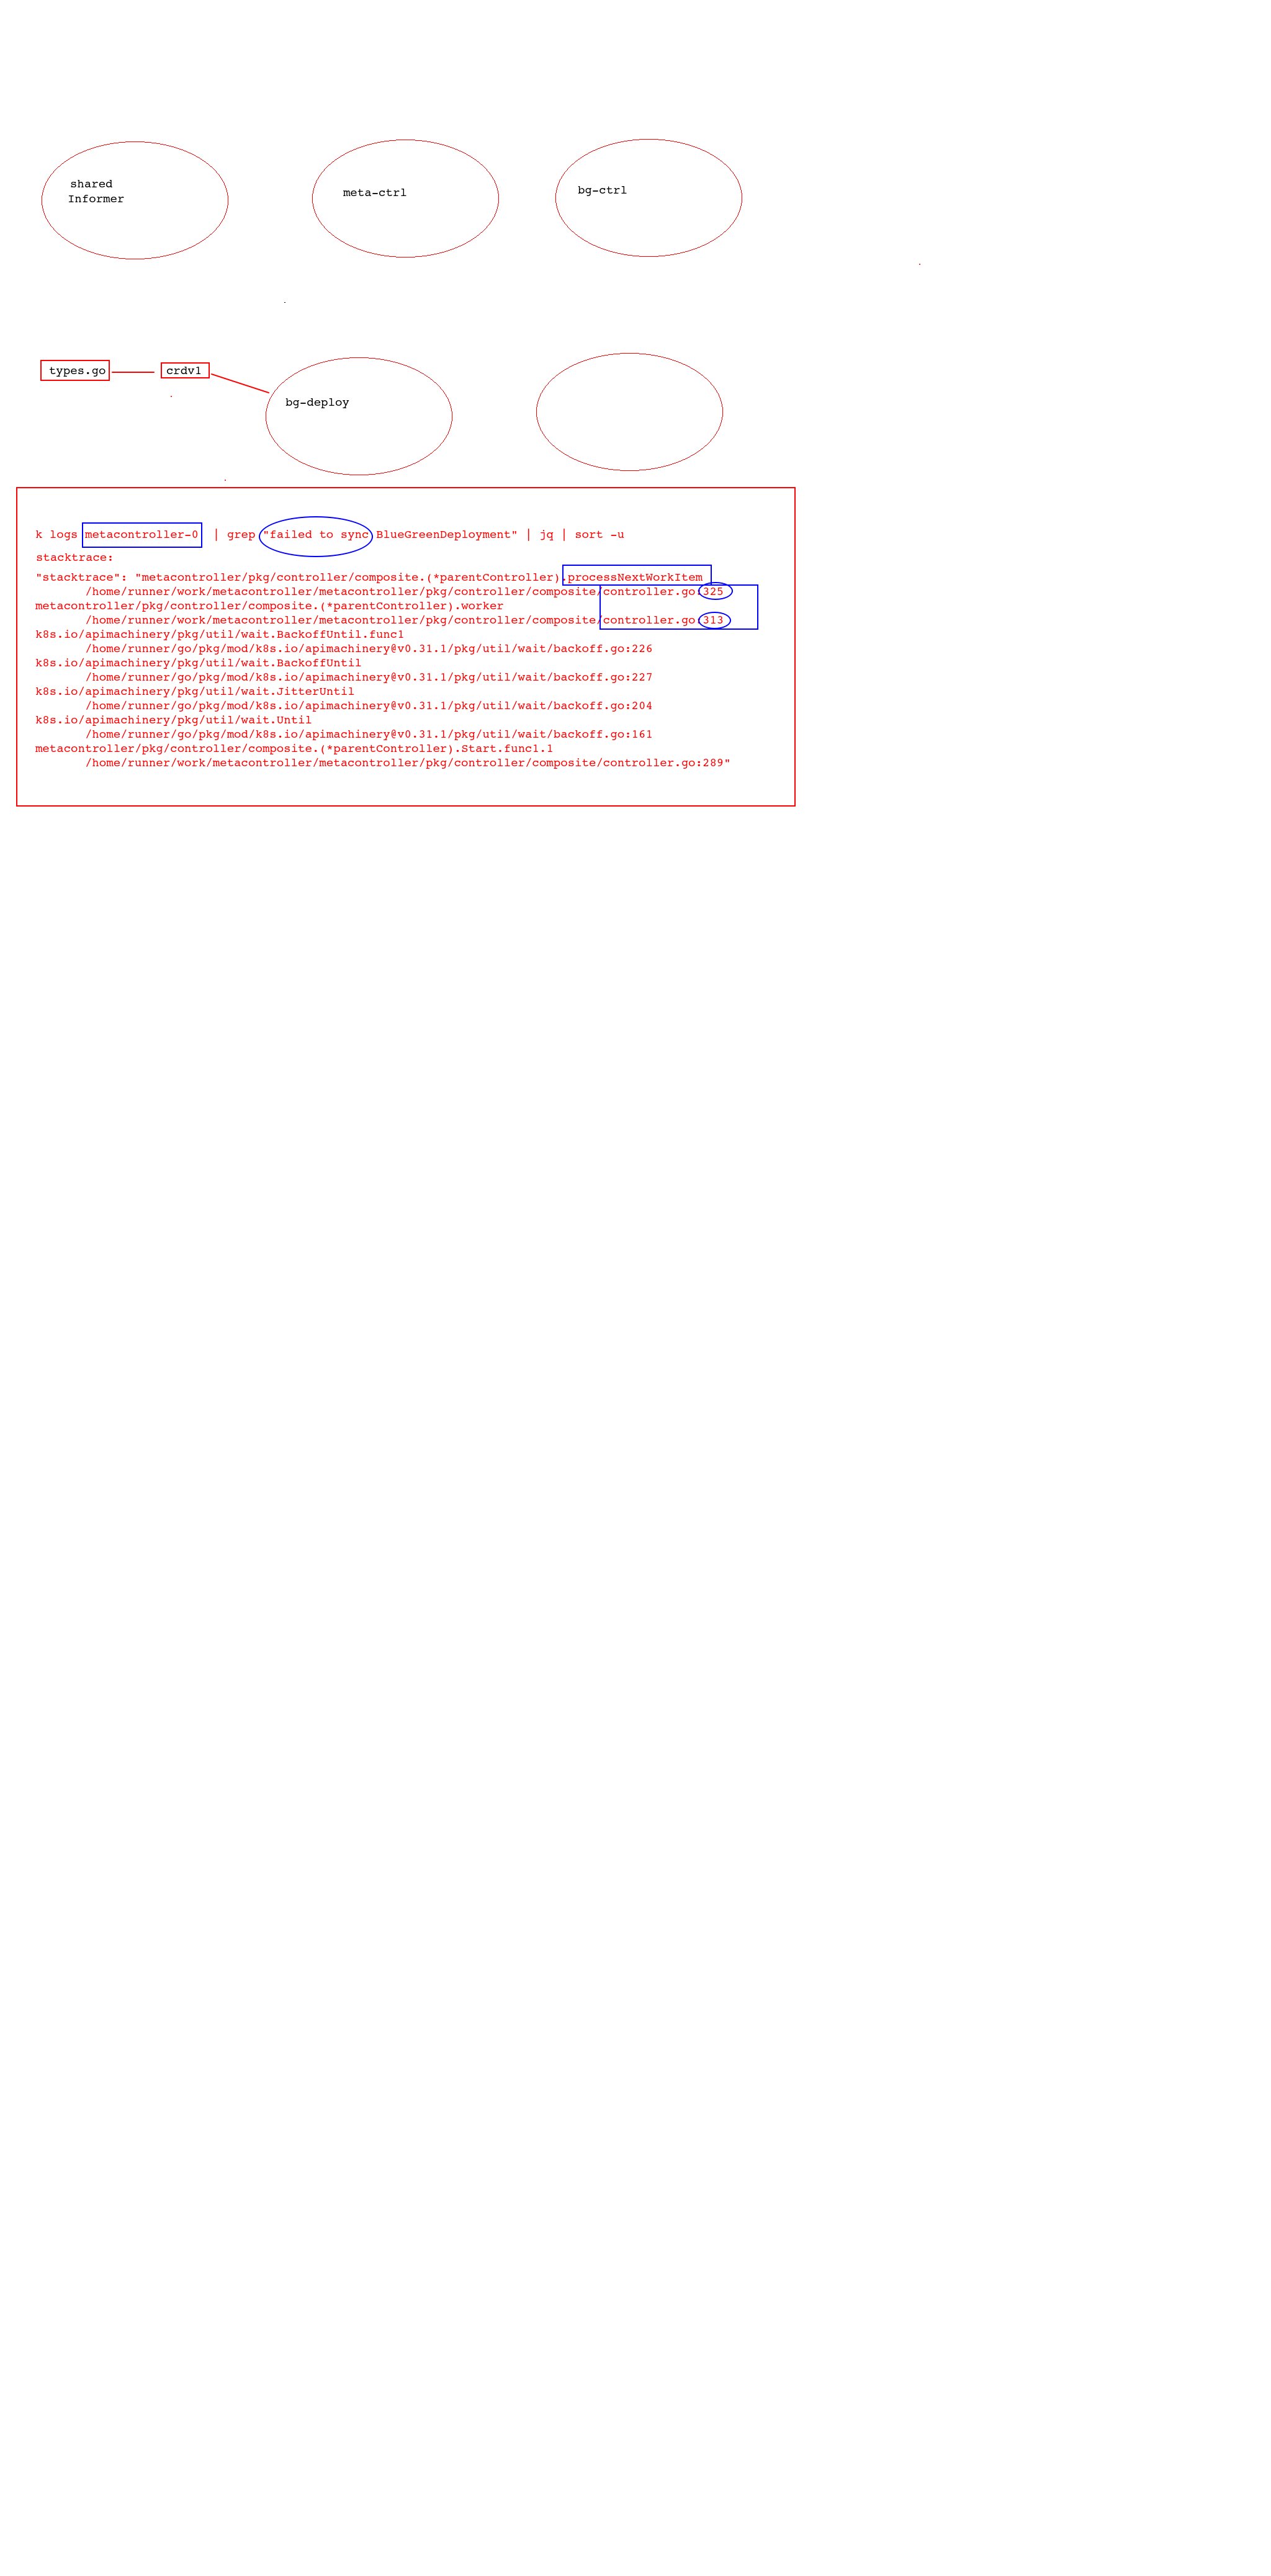 shared
Informer
meta-ctrl
bg-ctrl
types.go
crdv1
bg-deploy
k logs metacontroller-0 | grep "failed to sync BlueGreenDeployment" | jq | sort -u
stacktrace:
"stacktrace": "metacontroller/pkg/controller/composite.(*parentController).processNextWorkItem
/home/runner/work/metacontroller/metacontroller/pkg/controller/composite/controller.go:325
metacontroller/pkg/controller/composite.(*parentController).worker
/home/runner/work/metacontroller/metacontroller/pkg/controller/composite/controller.go:313
k8s.io/apimachinery/pkg/util/wait.BackoffUntil.func1
/home/runner/go/pkg/mod/k8s.io/apimachinery@v0.31.1/pkg/util/wait/backoff.go:226
k8s.io/apimachinery/pkg/util/wait.BackoffUntil
/home/runner/go/pkg/mod/k8s.io/apimachinery@v0.31.1/pkg/util/wait/backoff.go:227
k8s.io/apimachinery/pkg/util/wait.JitterUntil
/home/runner/go/pkg/mod/k8s.io/apimachinery@v0.31.1/pkg/util/wait/backoff.go:204
k8s.io/apimachinery/pkg/util/wait.Until
/home/runner/go/pkg/mod/k8s.io/apimachinery@v0.31.1/pkg/util/wait/backoff.go:161
metacontroller/pkg/controller/composite.(*parentController).Start.func1.1
/home/runner/work/metacontroller/metacontroller/pkg/controller/composite/controller.go:289"